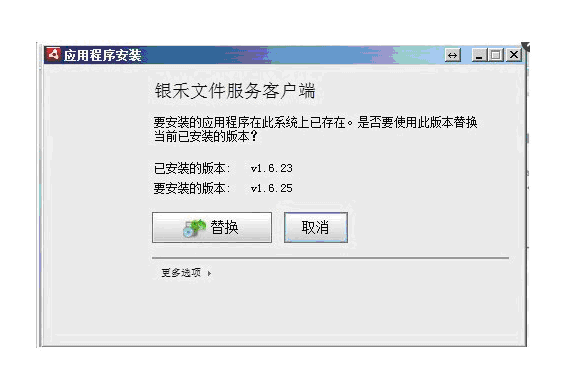 应用程序安装
银禾文件服务客户端
要安装的应用程序在此系统上已存在。是否要使用此版本替换
当前已安装的版本?
已安装的版本: v1.6.23
要安装的版本: v1.6.25
替换 取消
更多选项